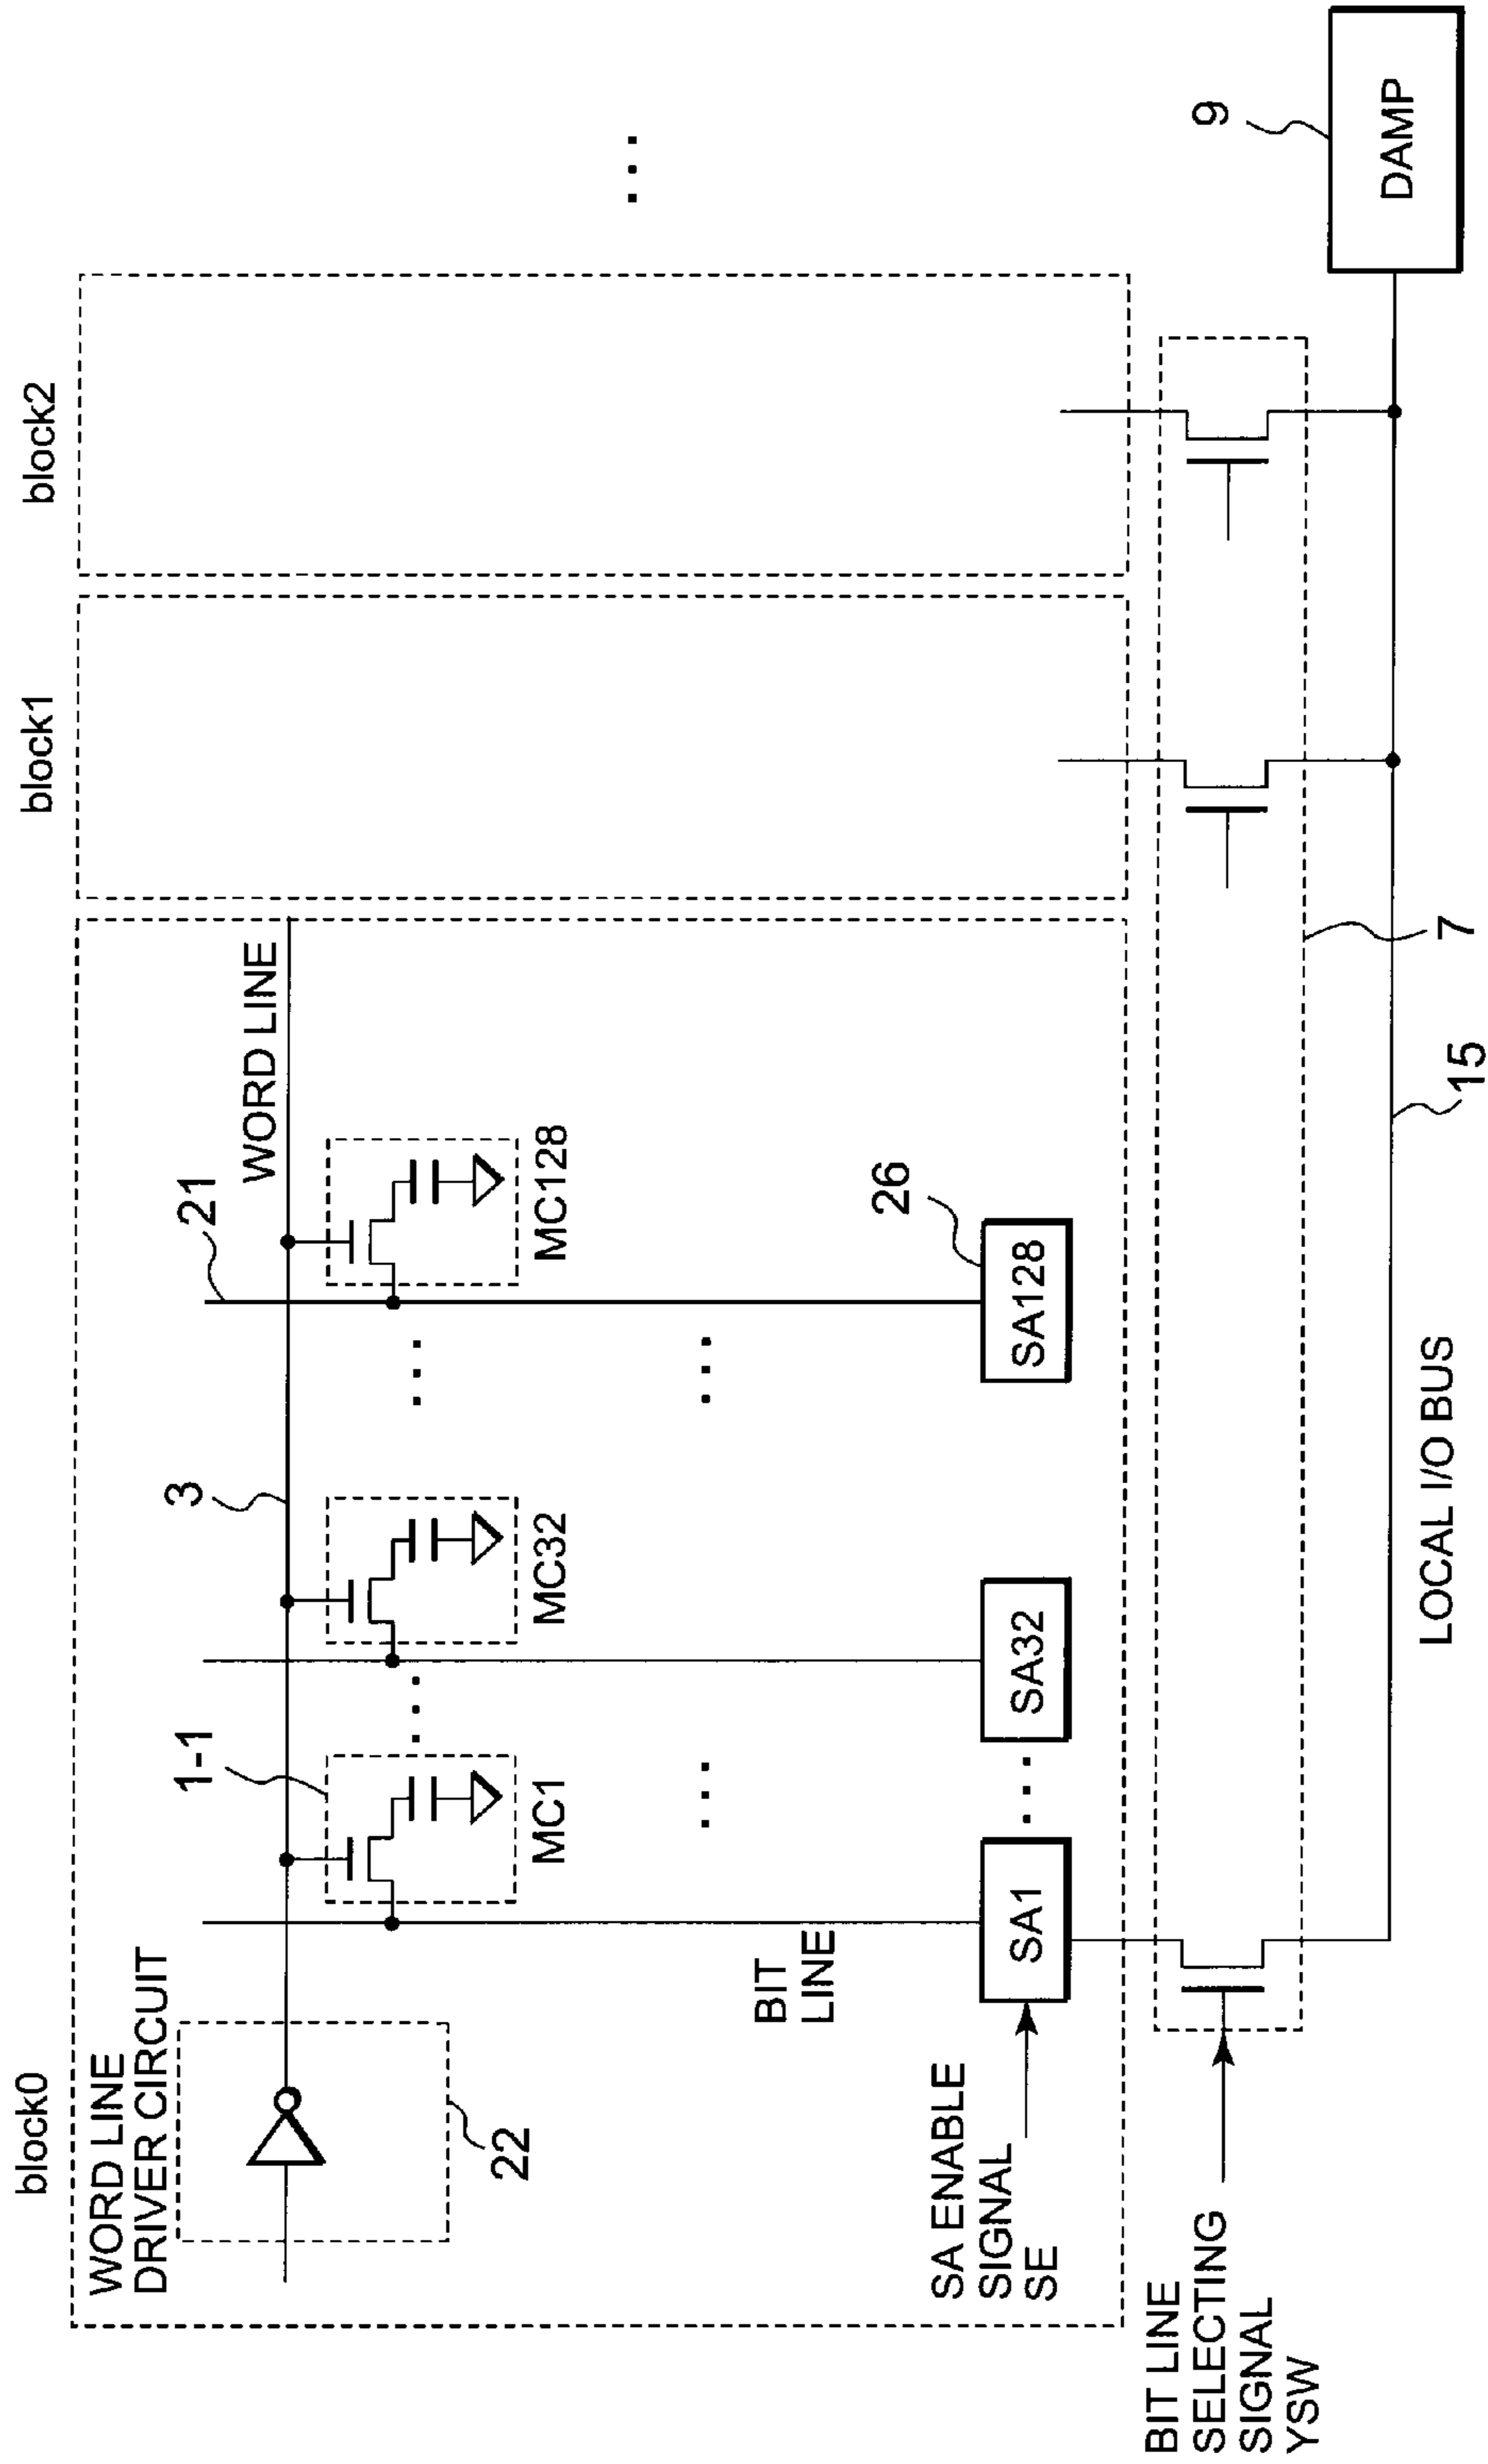 block0
block1
block2
WORD LINE
DRIVER CIRCUIT
22
1-1
3
21
WORD LINE
MC1
MC32
MC128
BIT
LINE
26
SA ENABLE
SIGNAL
SE
SA1
SA32
SA128
BIT LINE
SELECTING
SIGNAL
YSW
7
9
DAMP
15
LOCAL I/O BUS